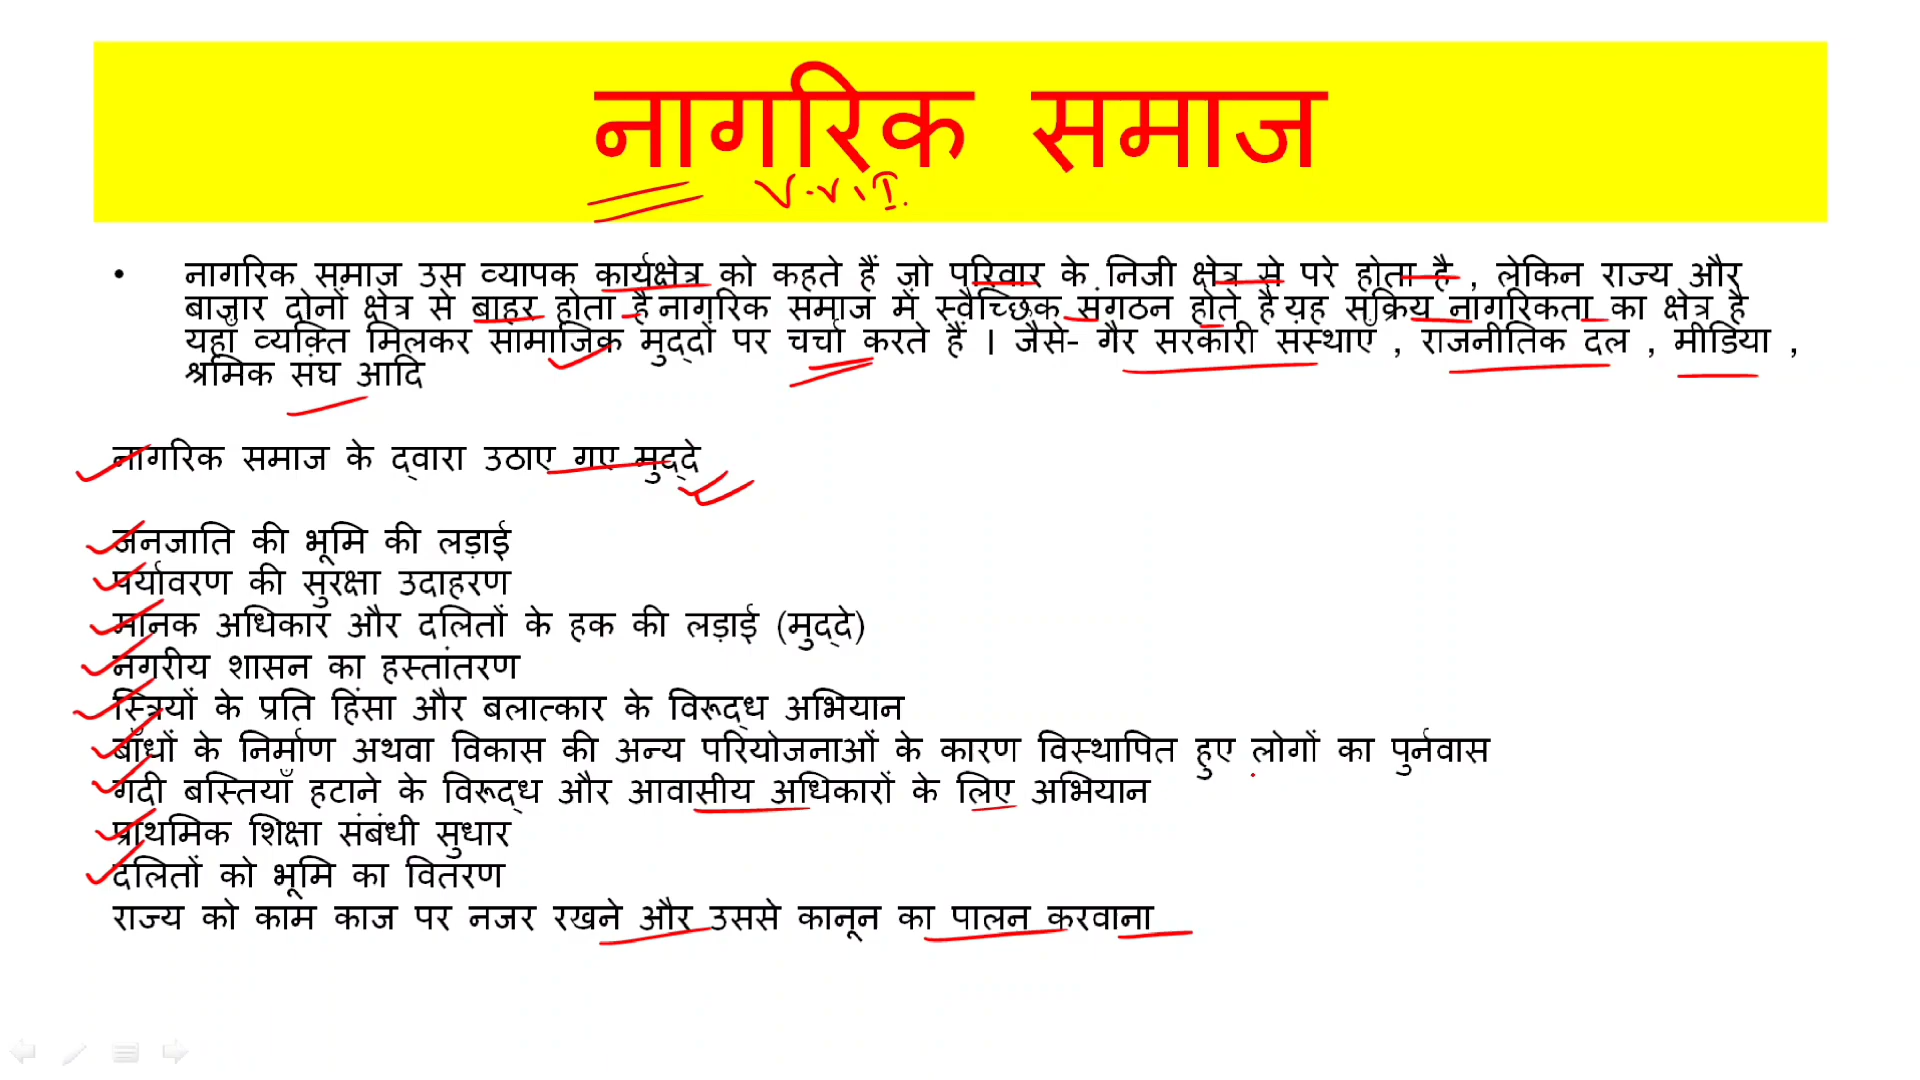 नागरिक समाज
V.V.I.
• नागरिक समाज उस व्यापक कार्यक्षेत्र को कहते हैं जो परिवार के निजी क्षेत्र से परे होता है , लेकिन राज्य और
बाजार दोनों क्षेत्र से बाहर होता है नागरिक समाज में स्वैच्छिक संगठन होते है यह सक्रिय नागरिकता का क्षेत्र है
यहाँ व्यक्ति मिलकर सामाजिक मुद्दों पर चर्चा करते हैं । जैसे- गैर सरकारी संस्थाएँ , राजनीतिक दल , मीडिया ,
श्रमिक संघ आदि
नागरिक समाज के द्वारा उठाए गए मुद्दे
जनजाति की भूमि की लड़ाई
पर्यावरण की सुरक्षा उदाहरण
मानक अधिकार और दलितों के हक की लड़ाई (मुद्दे)
नगरीय शासन का हस्तांतरण
स्त्रियों के प्रति हिंसा और बलात्कार के विरूद्ध अभियान
बाँधों के निर्माण अथवा विकास की अन्य परियोजनाओं के कारण विस्थापित हुए लोगों का पुर्नवास
गंदी बस्तियाँ हटाने के विरूद्ध और आवासीय अधिकारों के लिए अभियान
प्राथमिक शिक्षा संबंधी सुधार
दलितों को भूमि का वितरण
राज्य को काम काज पर नजर रखने और उससे कानून का पालन करवाना